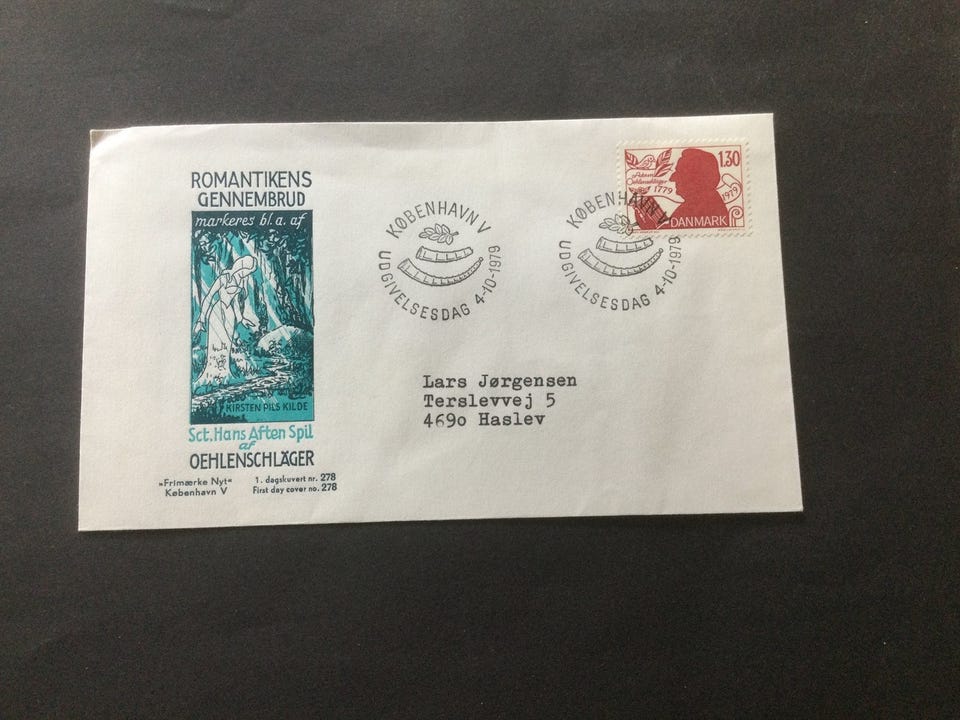 ROMANTIKENS
GENNEMBRUD
markeres bl. a. af
KIRSTEN PILS KILDE
Sct. Hans Aften Spil
af
OEHLENSCHLÄGER
»Frimærke Nyt«
København V
1. dagskuvert nr. 278
First day cover no. 278
KØBENHAVN V
UDGIVELSESDAG 4-10-1979
KØBENHAVN V
UDGIVELSESDAG 4-10-1979
1.30
Adam
Oehlenschläger
1779
1979
DANMARK
Lars Jørgensen
Terslevvej 5
469o Haslev